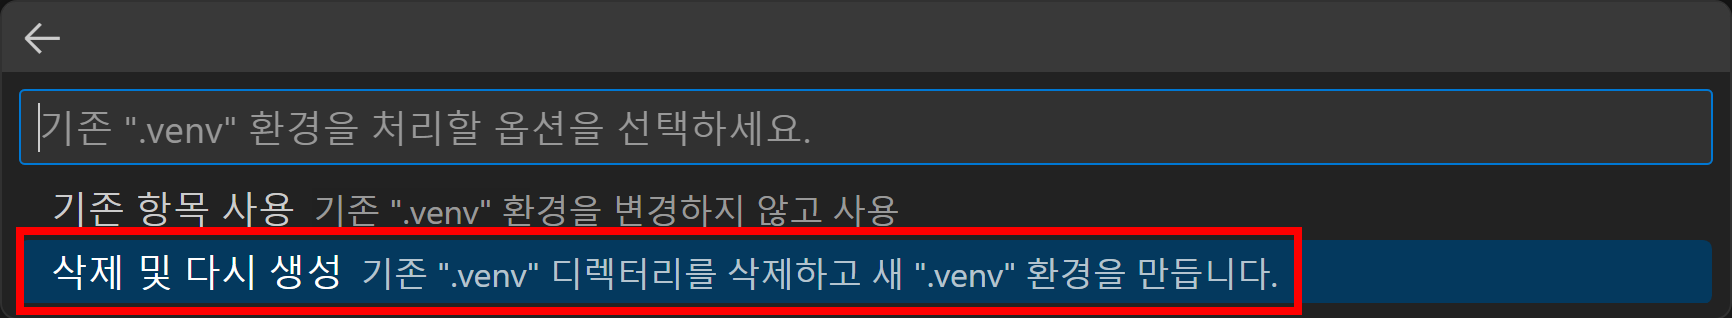 기존 ".venv" 환경을 처리할 옵션을 선택하세요.
기존 항목 사용 기존 ".venv" 환경을 변경하지 않고 사용
삭제 및 다시 생성 기존 ".venv" 디렉터리를 삭제하고 새 ".venv" 환경을 만듭니다.